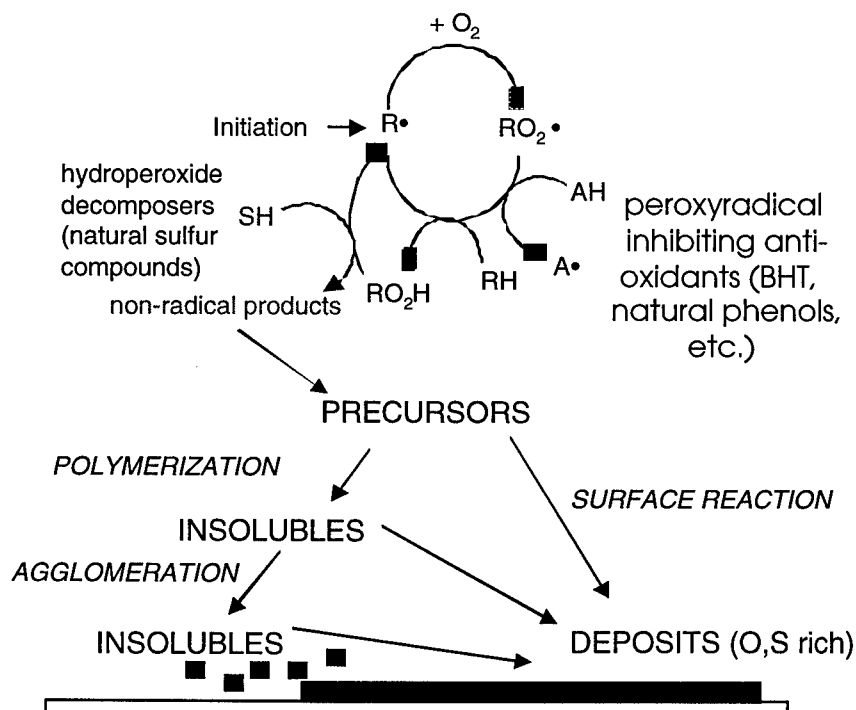 + O₂
Initiation
R•
RO₂•
hydroperoxide
decomposers
(natural sulfur
compounds)
SH
AH
peroxyradical
inhibiting anti-
oxidants (BHT,
natural phenols,
etc.)
RO₂H
RH
A•
non-radical products
PRECURSORS
POLYMERIZATION
SURFACE REACTION
INSOLUBLES
AGGLOMERATION
INSOLUBLES
DEPOSITS (O,S rich)